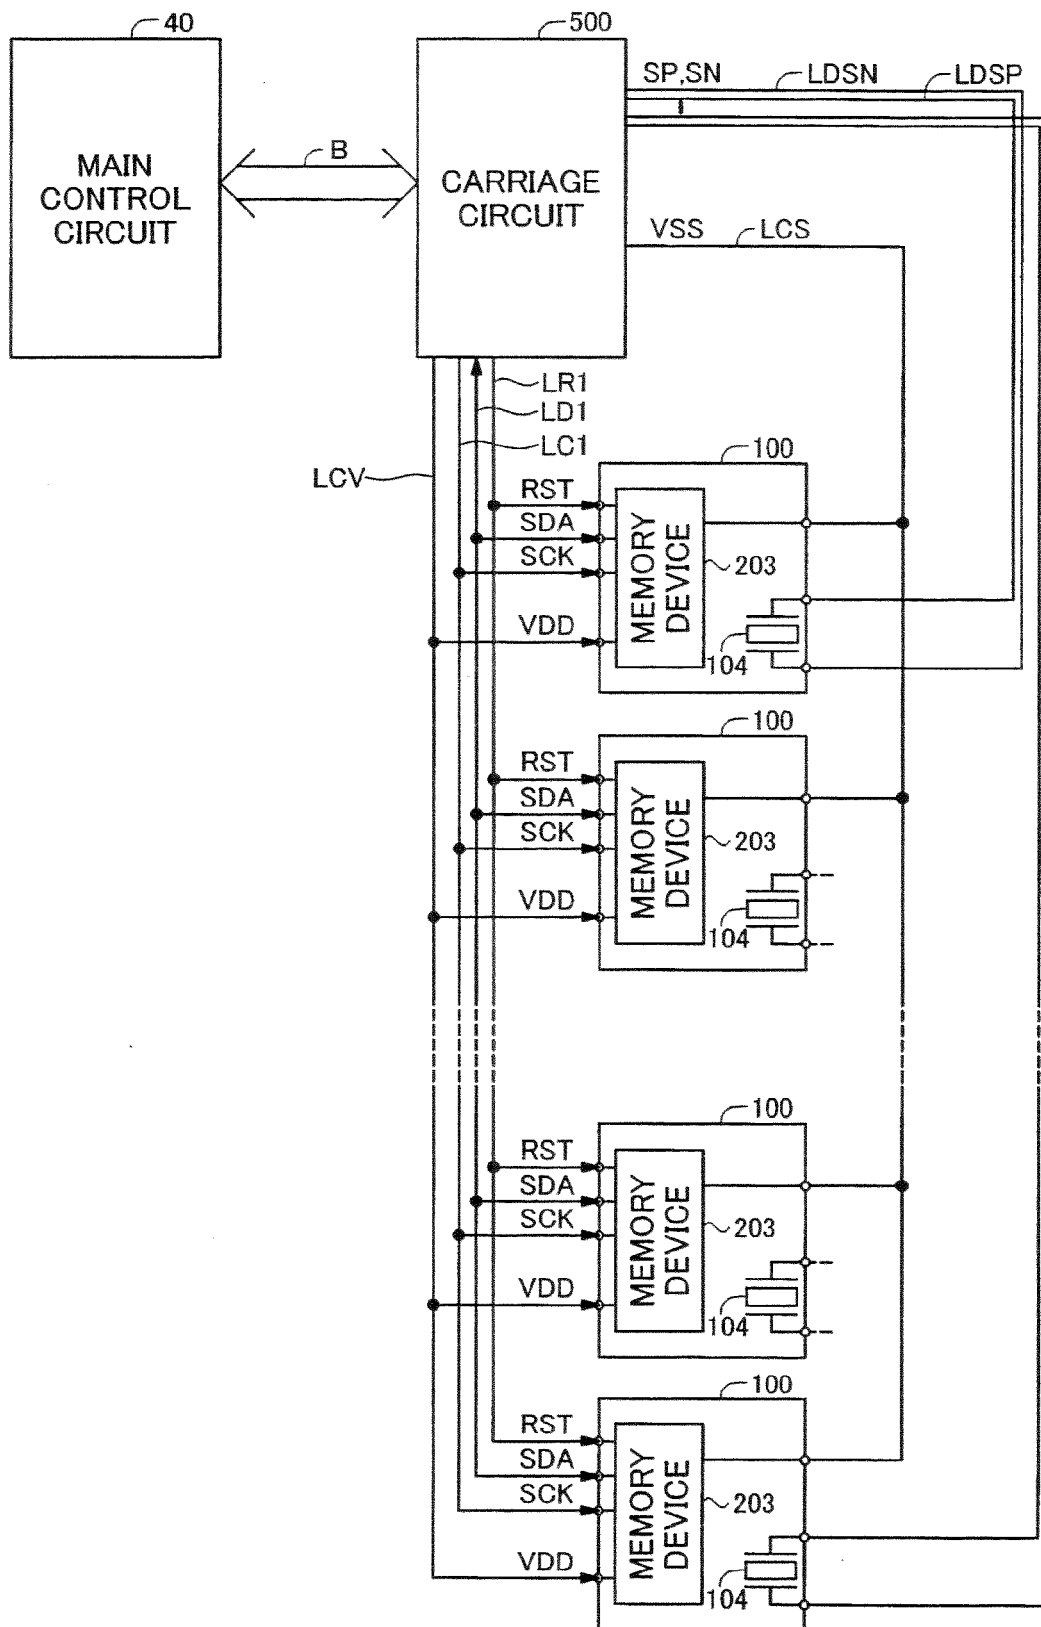 40
500
MAIN
CONTROL
CIRCUIT
B
CARRIAGE
CIRCUIT
SP,SN
LDSN
LDSP
VSS
LCS
LR1
LD1
LC1
LCV
100
RST
SDA
SCK
VDD
MEMORY
DEVICE
203
104
100
RST
SDA
SCK
VDD
MEMORY
DEVICE
203
104
100
RST
SDA
SCK
VDD
MEMORY
DEVICE
203
104
100
RST
SDA
SCK
VDD
MEMORY
DEVICE
203
104